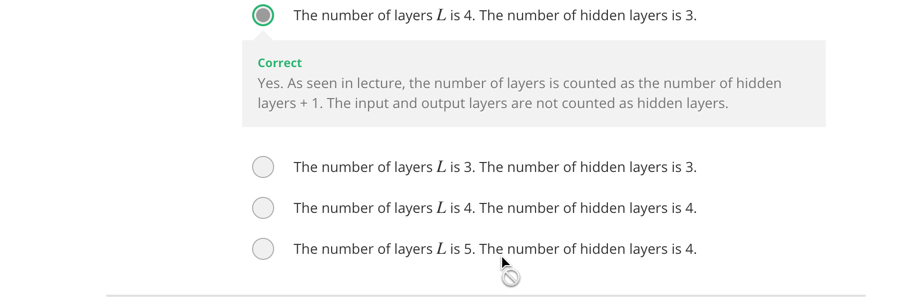 The number of layers L is 4. The number of hidden layers is 3.
Correct
Yes. As seen in lecture, the number of layers is counted as the number of hidden
layers + 1. The input and output layers are not counted as hidden layers.
The number of layers L is 3. The number of hidden layers is 3.
The number of layers L is 4. The number of hidden layers is 4.
The number of layers L is 5. The number of hidden layers is 4.